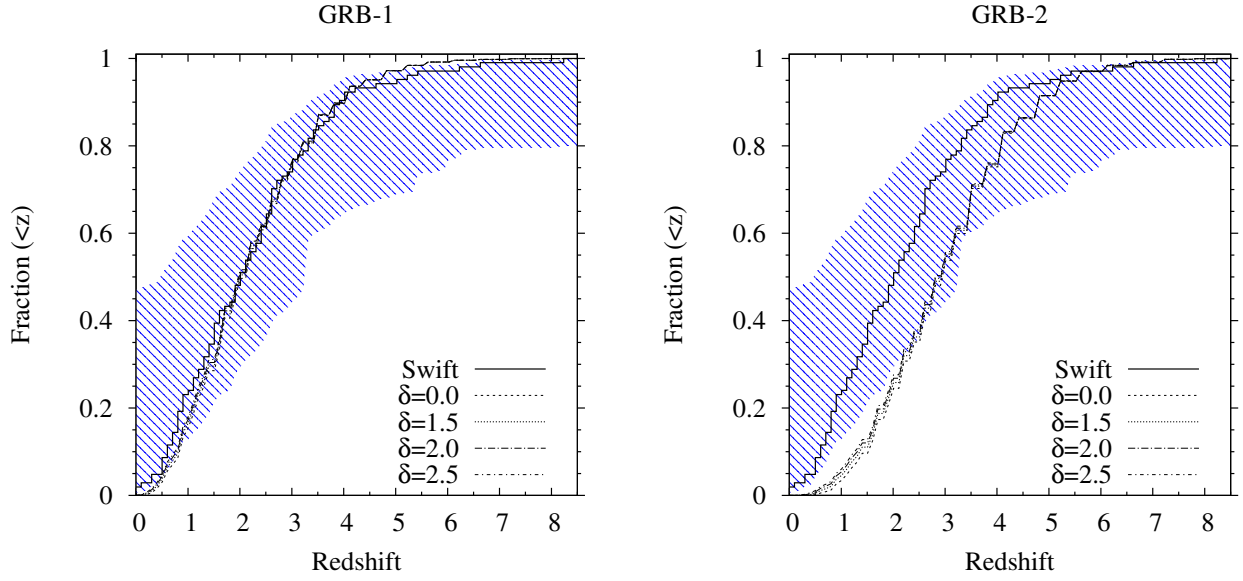 GRB-1
1
0.8
0.6
0.4
0.2
0
Fraction (<z)
0 1 2 3 4 5 6 7 8
Redshift
Swift
δ=0.0
δ=1.5
δ=2.0
δ=2.5
GRB-2
1
0.8
0.6
0.4
0.2
0
Fraction (<z)
0 1 2 3 4 5 6 7 8
Redshift
Swift
δ=0.0
δ=1.5
δ=2.0
δ=2.5